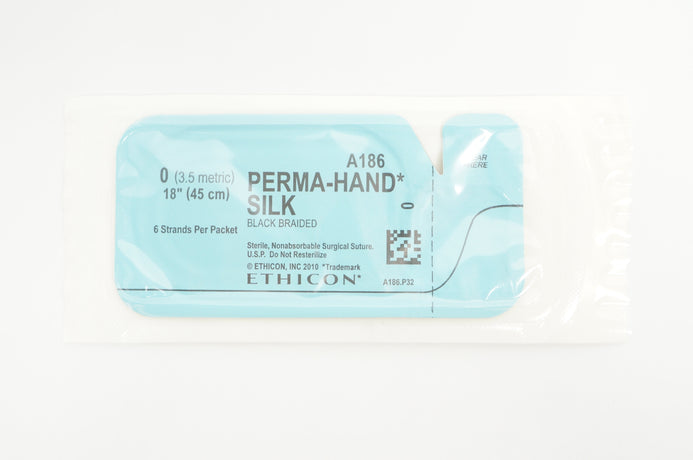 A186
0 (3.5 metric)
18" (45 cm)
6 Strands Per Packet
PERMA-HAND*
SILK
BLACK BRAIDED
Sterile, Nonabsorbable Surgical Suture.
U.S.P. Do Not Resterilize
© ETHICON, INC 2010 *Trademark
ETHICON*
0
A186.P32
HERE